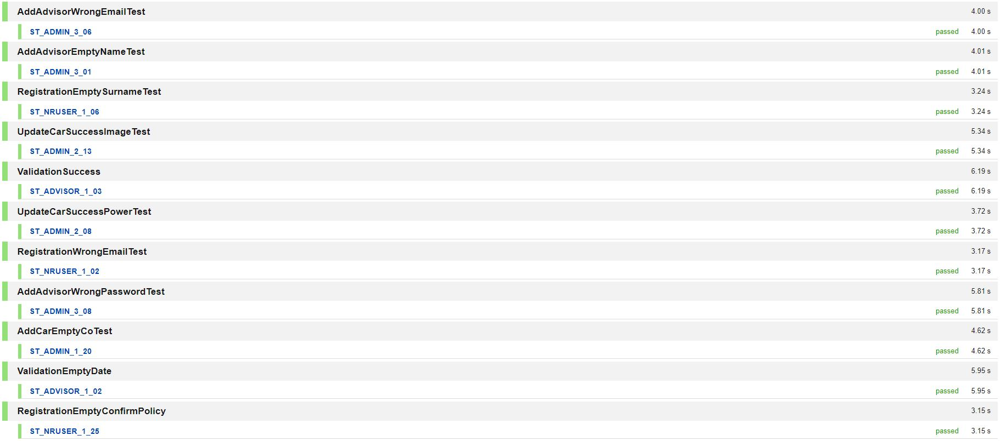 AddAdvisorWrongEmailTest 4.00 s
ST_ADMIN_3_06 passed 4.00 s
AddAdvisorEmptyNameTest 4.01 s
ST_ADMIN_3_01 passed 4.01 s
RegistrationEmptySurnameTest 3.24 s
ST_NRUSER_1_06 passed 3.24 s
UpdateCarSuccessImageTest 5.34 s
ST_ADMIN_2_13 passed 5.34 s
ValidationSuccess 6.19 s
ST_ADVISOR_1_03 passed 6.19 s
UpdateCarSuccessPowerTest 3.72 s
ST_ADMIN_2_08 passed 3.72 s
RegistrationWrongEmailTest 3.17 s
ST_NRUSER_1_02 passed 3.17 s
AddAdvisorWrongPasswordTest 5.81 s
ST_ADMIN_3_08 passed 5.81 s
AddCarEmptyCoTest 4.62 s
ST_ADMIN_1_20 passed 4.62 s
ValidationEmptyDate 5.95 s
ST_ADVISOR_1_02 passed 5.95 s
RegistrationEmptyConfirmPolicy 3.15 s
ST_NRUSER_1_25 passed 3.15 s